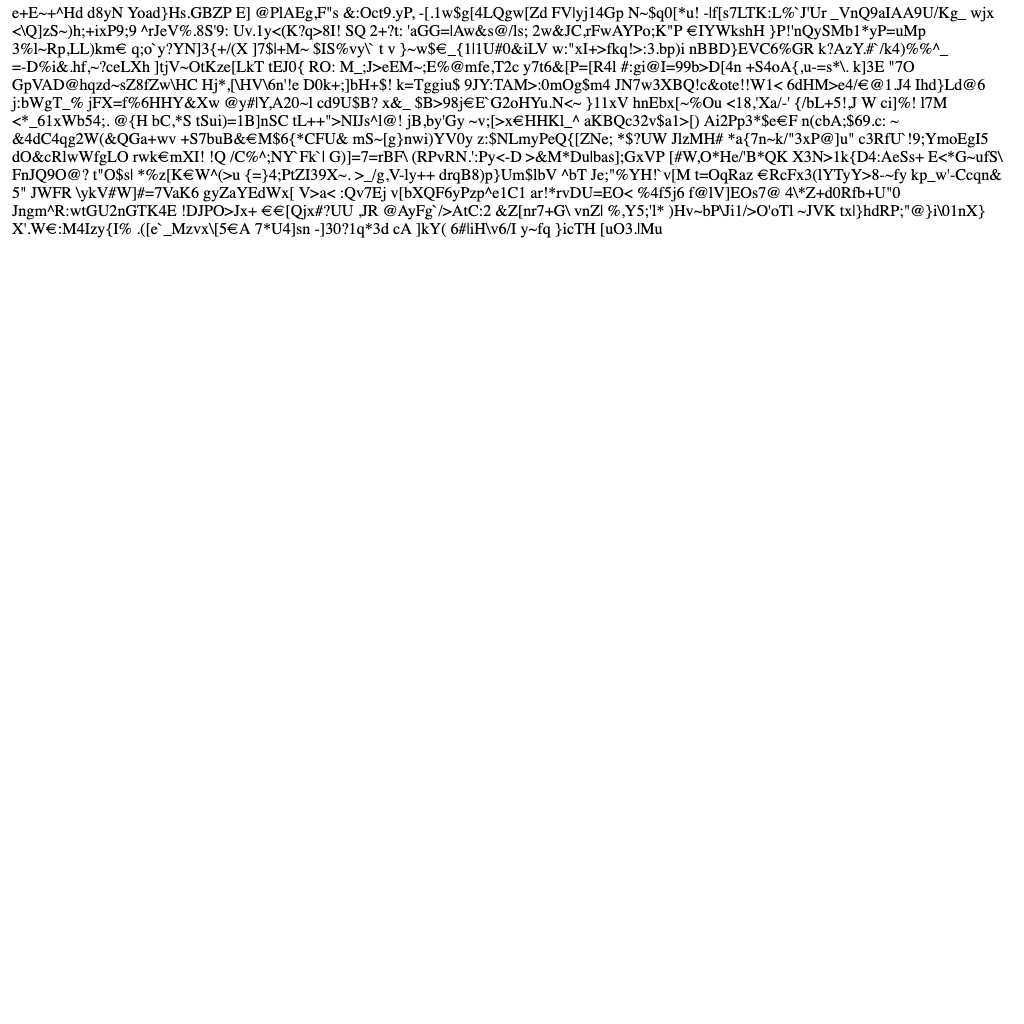 e+E~+^Hd d8yN Yoad}Hs.GBZP E] @PlAEg,F"s &:Oct9.yP, -[.1w$g[4LQgw[Zd FV|yj14Gp N~$q0[*u! -|f[s7LTK:L%`J'Ur _VnQ9aIAA9U/Kg_ wjx
<\Q]zS~)h;+ixP9;9 ^rJeV%.8S'9: Uv.1y<(K?q>8I! SQ 2+?t: 'aGG=|Aw&s@/ls; 2w&JC,rFwAYPo;K"P €IYWkshH }P!'nQySMb1*yP=uMp
3%l~Rp,LL)km€ q;o`y?YN]3{+/(X ]7$|+M~ $IS%vy\` t v }~w$€_{1|1U#0&iLV w:"xI+>fkq!>:3.bp)i nBBD}EVC6%GR k?AzY.#`/k4)%%^_
=-D%i&.hf,~?ceLXh ]tjV~OtKze[LkT tEJ0{ RO: M_;J>eEM~;E%@mfe,T2c y7t6&[P=[R4l #:gi@I=99b>D[4n +S4oA{,u-=s*\. k]3E "7O
GpVAD@hqzd~sZ8fZw\HC Hj*,[\HV\6n'!e D0k+;]bH+$! k=Tggiu$ 9JY:TAM>:0mOg$m4 JN7w3XBQ!c&ote!!W1< 6dHM>e4/€@1.J4 Ihd}Ld@6
j:bWgT_% jFX=f%6HHY&Xw @y#|Y,A20~l cd9U$B? x&_ $B>98j€E`G2oHYu.N<~ }11xV hnEbx[~%Ou <18,'Xa/-' {/bL+5!,J W ci]%! l7M
<*_61xWb54;. @{H bC,*S tSui)=1B]nSC tL++">NIJs^l@! jB,by'Gy ~v;[>x€HHKl_^ aKBQc32v$a1>[) Ai2Pp3*$e€F n(cbA;$69.c: ~
&4dC4qg2W(&QGa+wv +S7buB&€M$6{*CFU& mS~[g}nwi)YV0y z:$NLmyPeQ{[ZNe; *$?UW JlzMH# *a{7n~k/"3xP@]u" c3RfU`!9;YmoEgI5
dO&cRlwWfgLO rwk€mXI! !Q /C%^;NY`Fk`| G)]=7=rBF\ (RPvRN.':Py<-D >&M*Du|bas];GxVP [#W,O*He/'B*QK X3N>1k{D4:AeSs+ E<*G~ufS\
FnJQ9O@? t"O$s| *%z[K€W^(>u {=}4;PtZI39X~. >_/g,V-ly++ drqB8)p}Um$lbV ^bT Je;"%YH!`v[M t=OqRaz €RcFx3(lYTyY>8-~fy kp_w'-Ccqn&
5" JWFR \ykV#W]#=7VaK6 gyZaYEdWx[ V>a< :Qv7Ej v[bXQF6yPzp^e1C1 ar!*rvDU=EO< %4f5j6 f@lV]EOs7@ 4\*Z+d0Rfb+U"0
Jngm^R:wtGU2nGTK4E !DJPO>Jx+ €€[Qjx#?UU ,JR @AyFg`/>AtC:2 &Z[nr7+G\ vnZ| %,Y5;'l* )Hv~bP\Ji1/>O'oTl ~JVK tx|}hdRP;"@}i\01nX}
X'.W€:M4Izy{I% .([e`_Mzvx\[5€A 7*U4]sn -]30?1q*3d cA ]kY( 6#|iH\v6/I y~fq }icTH [uO3.|Mu